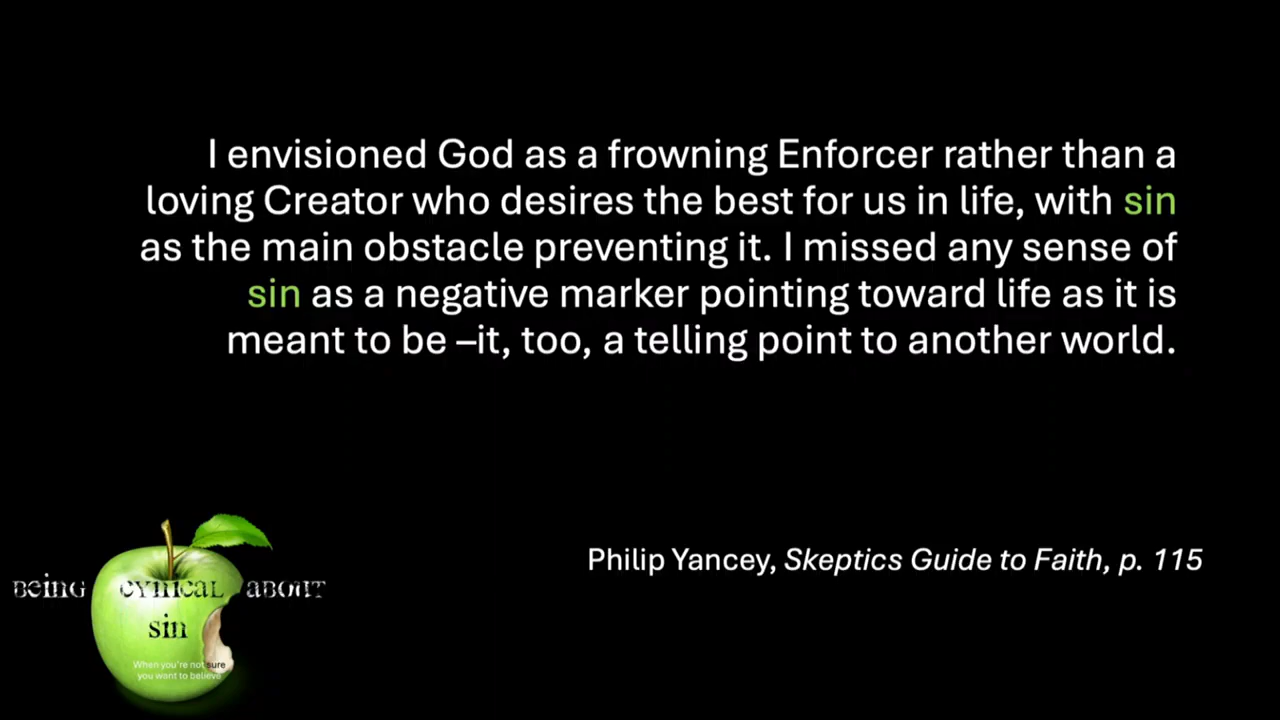 I envisioned God as a frowning Enforcer rather than a
loving Creator who desires the best for us in life, with sin
as the main obstacle preventing it. I missed any sense of
sin as a negative marker pointing toward life as it is
meant to be –it, too, a telling point to another world.
Philip Yancey, Skeptics Guide to Faith, p. 115
BEING CYNICAL ABOUT
sin
When you're not sure
you want to believe